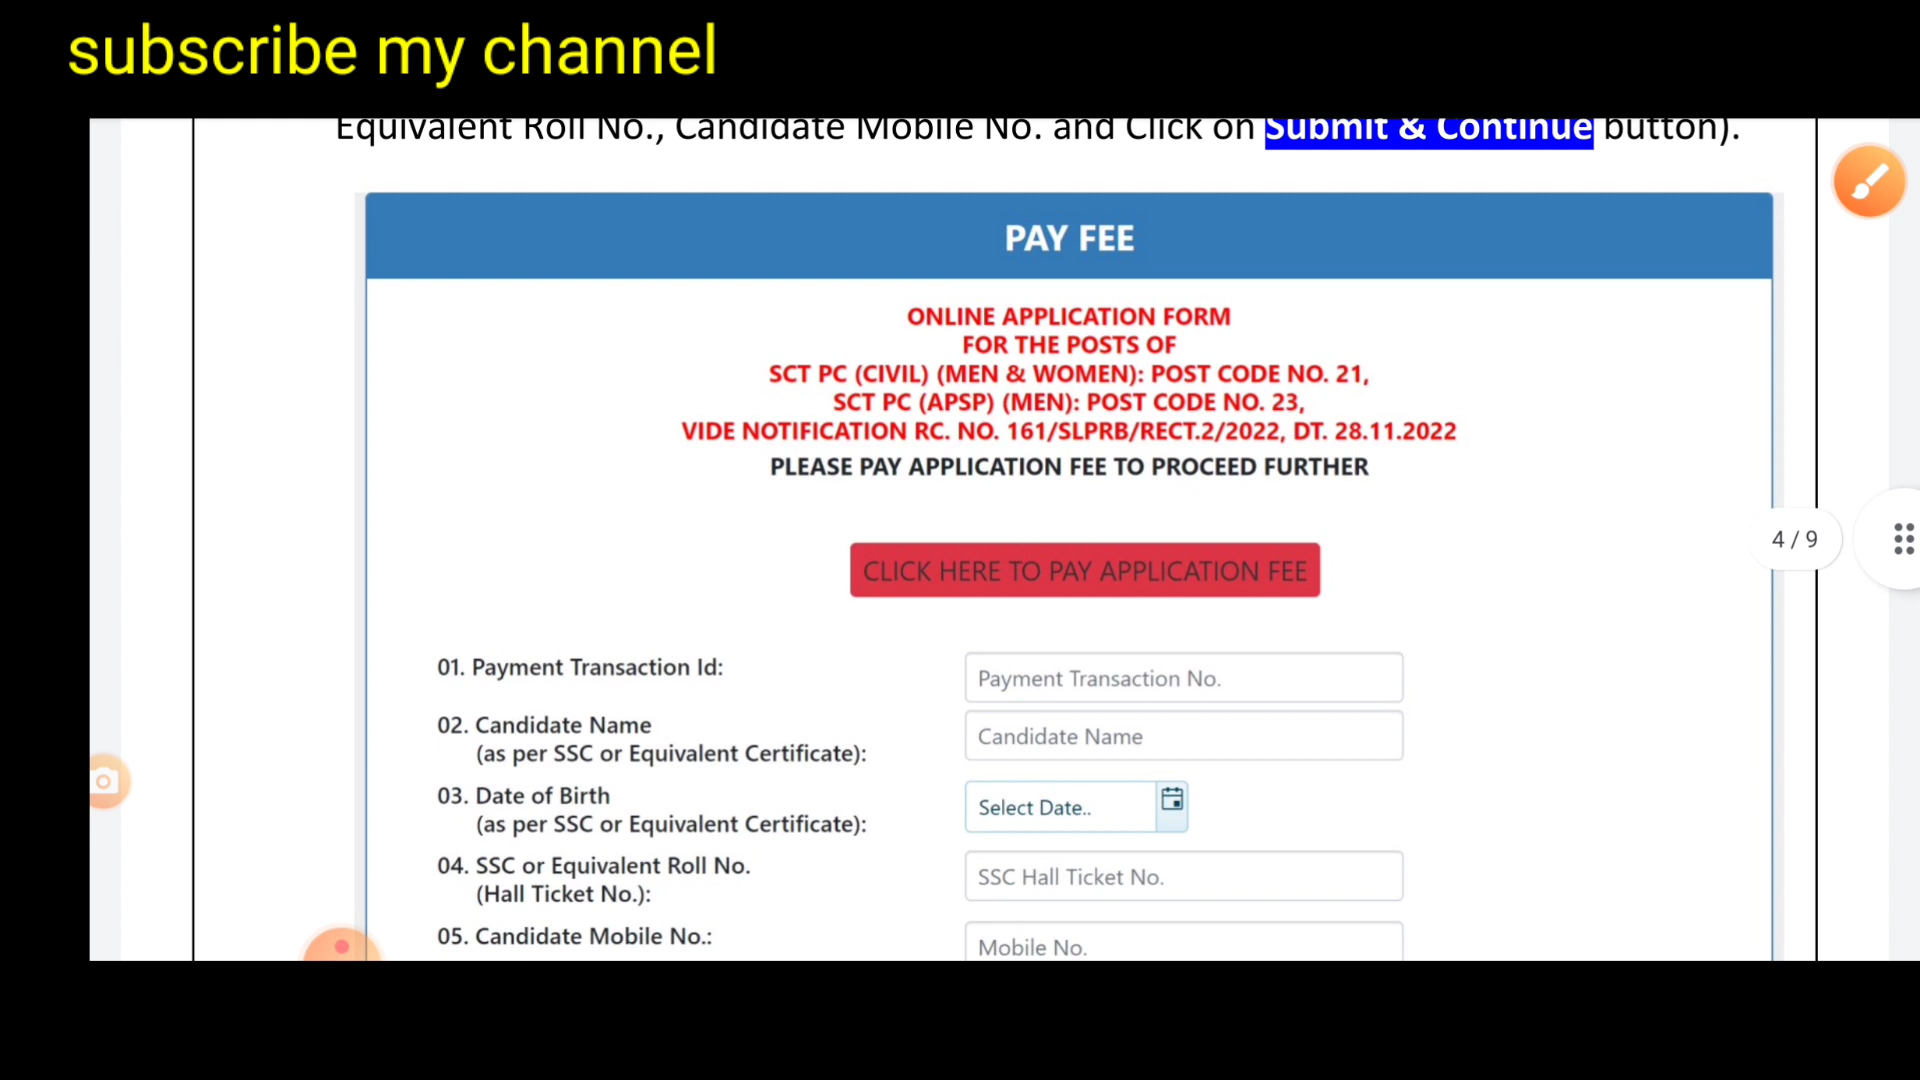 subscribe my channel
Equivalent Roll No., Candidate Mobile No. and Click on Submit & Continue button).
PAY FEE
ONLINE APPLICATION FORM
FOR THE POSTS OF
SCT PC (CIVIL) (MEN & WOMEN): POST CODE NO. 21,
SCT PC (APSP) (MEN): POST CODE NO. 23,
VIDE NOTIFICATION RC. NO. 161/SLPRB/RECT.2/2022, DT. 28.11.2022
PLEASE PAY APPLICATION FEE TO PROCEED FURTHER
4 / 9
CLICK HERE TO PAY APPLICATION FEE
01. Payment Transaction Id:
Payment Transaction No.
02. Candidate Name
(as per SSC or Equivalent Certificate):
Candidate Name
03. Date of Birth
(as per SSC or Equivalent Certificate):
Select Date..
04. SSC or Equivalent Roll No.
(Hall Ticket No.):
SSC Hall Ticket No.
05. Candidate Mobile No.:
Mobile No.